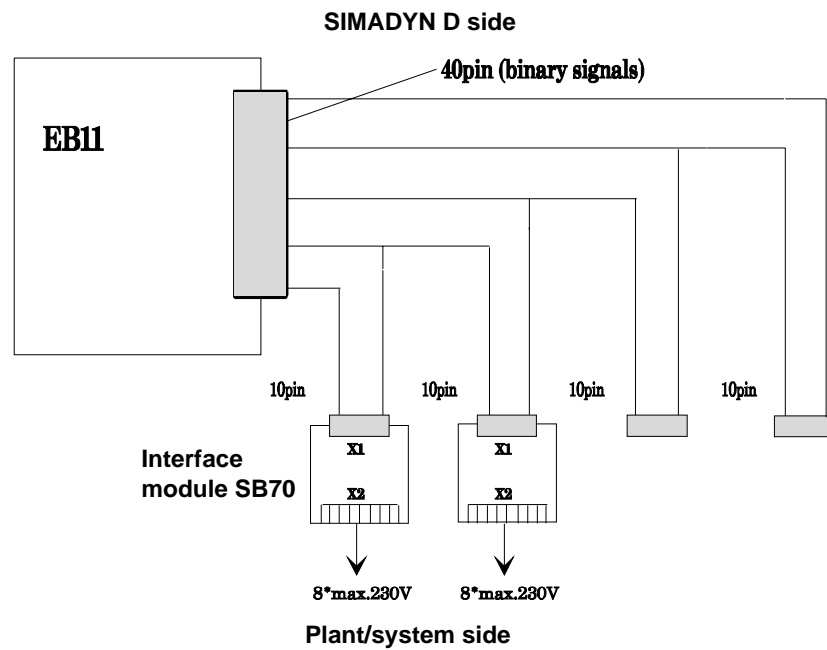 SIMADYN D side
40pin (binary signals)
EB11
10pin
10pin
10pin
10pin
X1
X1
Interface
module SB70
X2
X2
8*max.230V
8*max.230V
Plant/system side